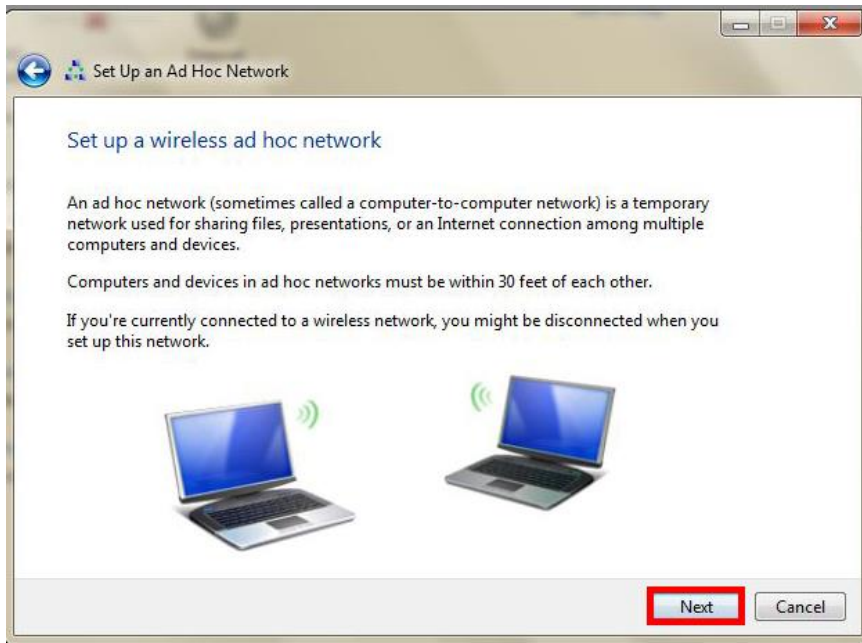 Set Up an Ad Hoc Network
Set up a wireless ad hoc network
An ad hoc network (sometimes called a computer-to-computer network) is a temporary
network used for sharing files, presentations, or an Internet connection among multiple
computers and devices.
Computers and devices in ad hoc networks must be within 30 feet of each other.
If you're currently connected to a wireless network, you might be disconnected when you
set up this network.
Next Cancel